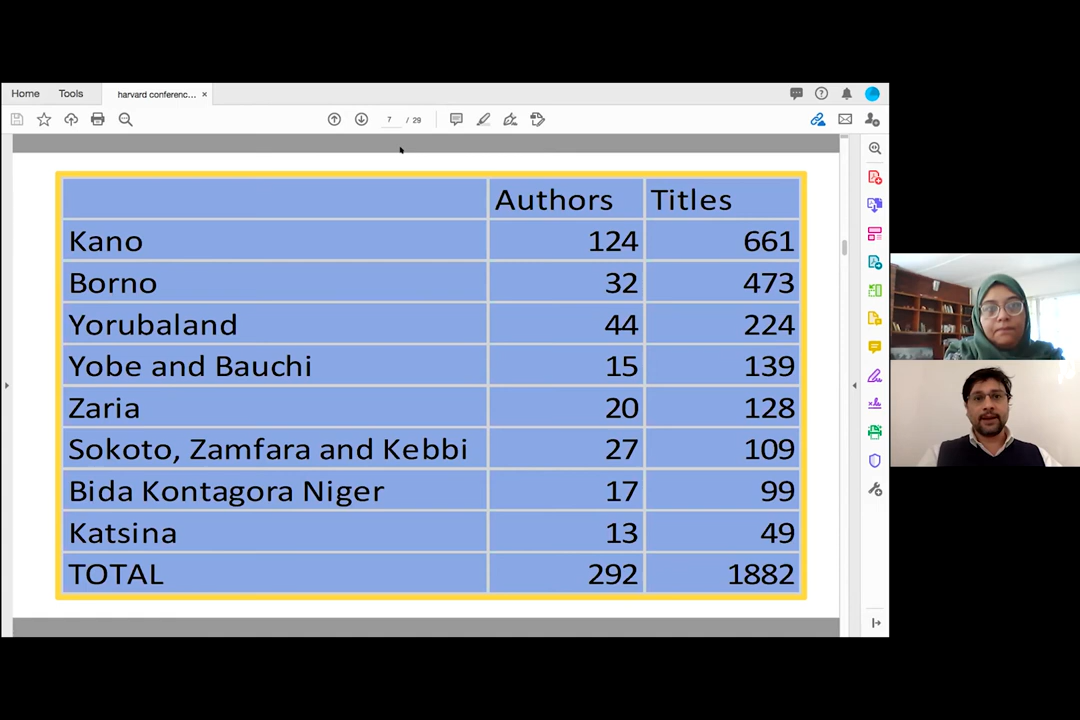 Home Tools harvard conferenc... ×
7 / 29
Authors Titles
Kano 124 661
Borno 32 473
Yorubaland 44 224
Yobe and Bauchi 15 139
Zaria 20 128
Sokoto, Zamfara and Kebbi 27 109
Bida Kontagora Niger 17 99
Katsina 13 49
TOTAL 292 1882